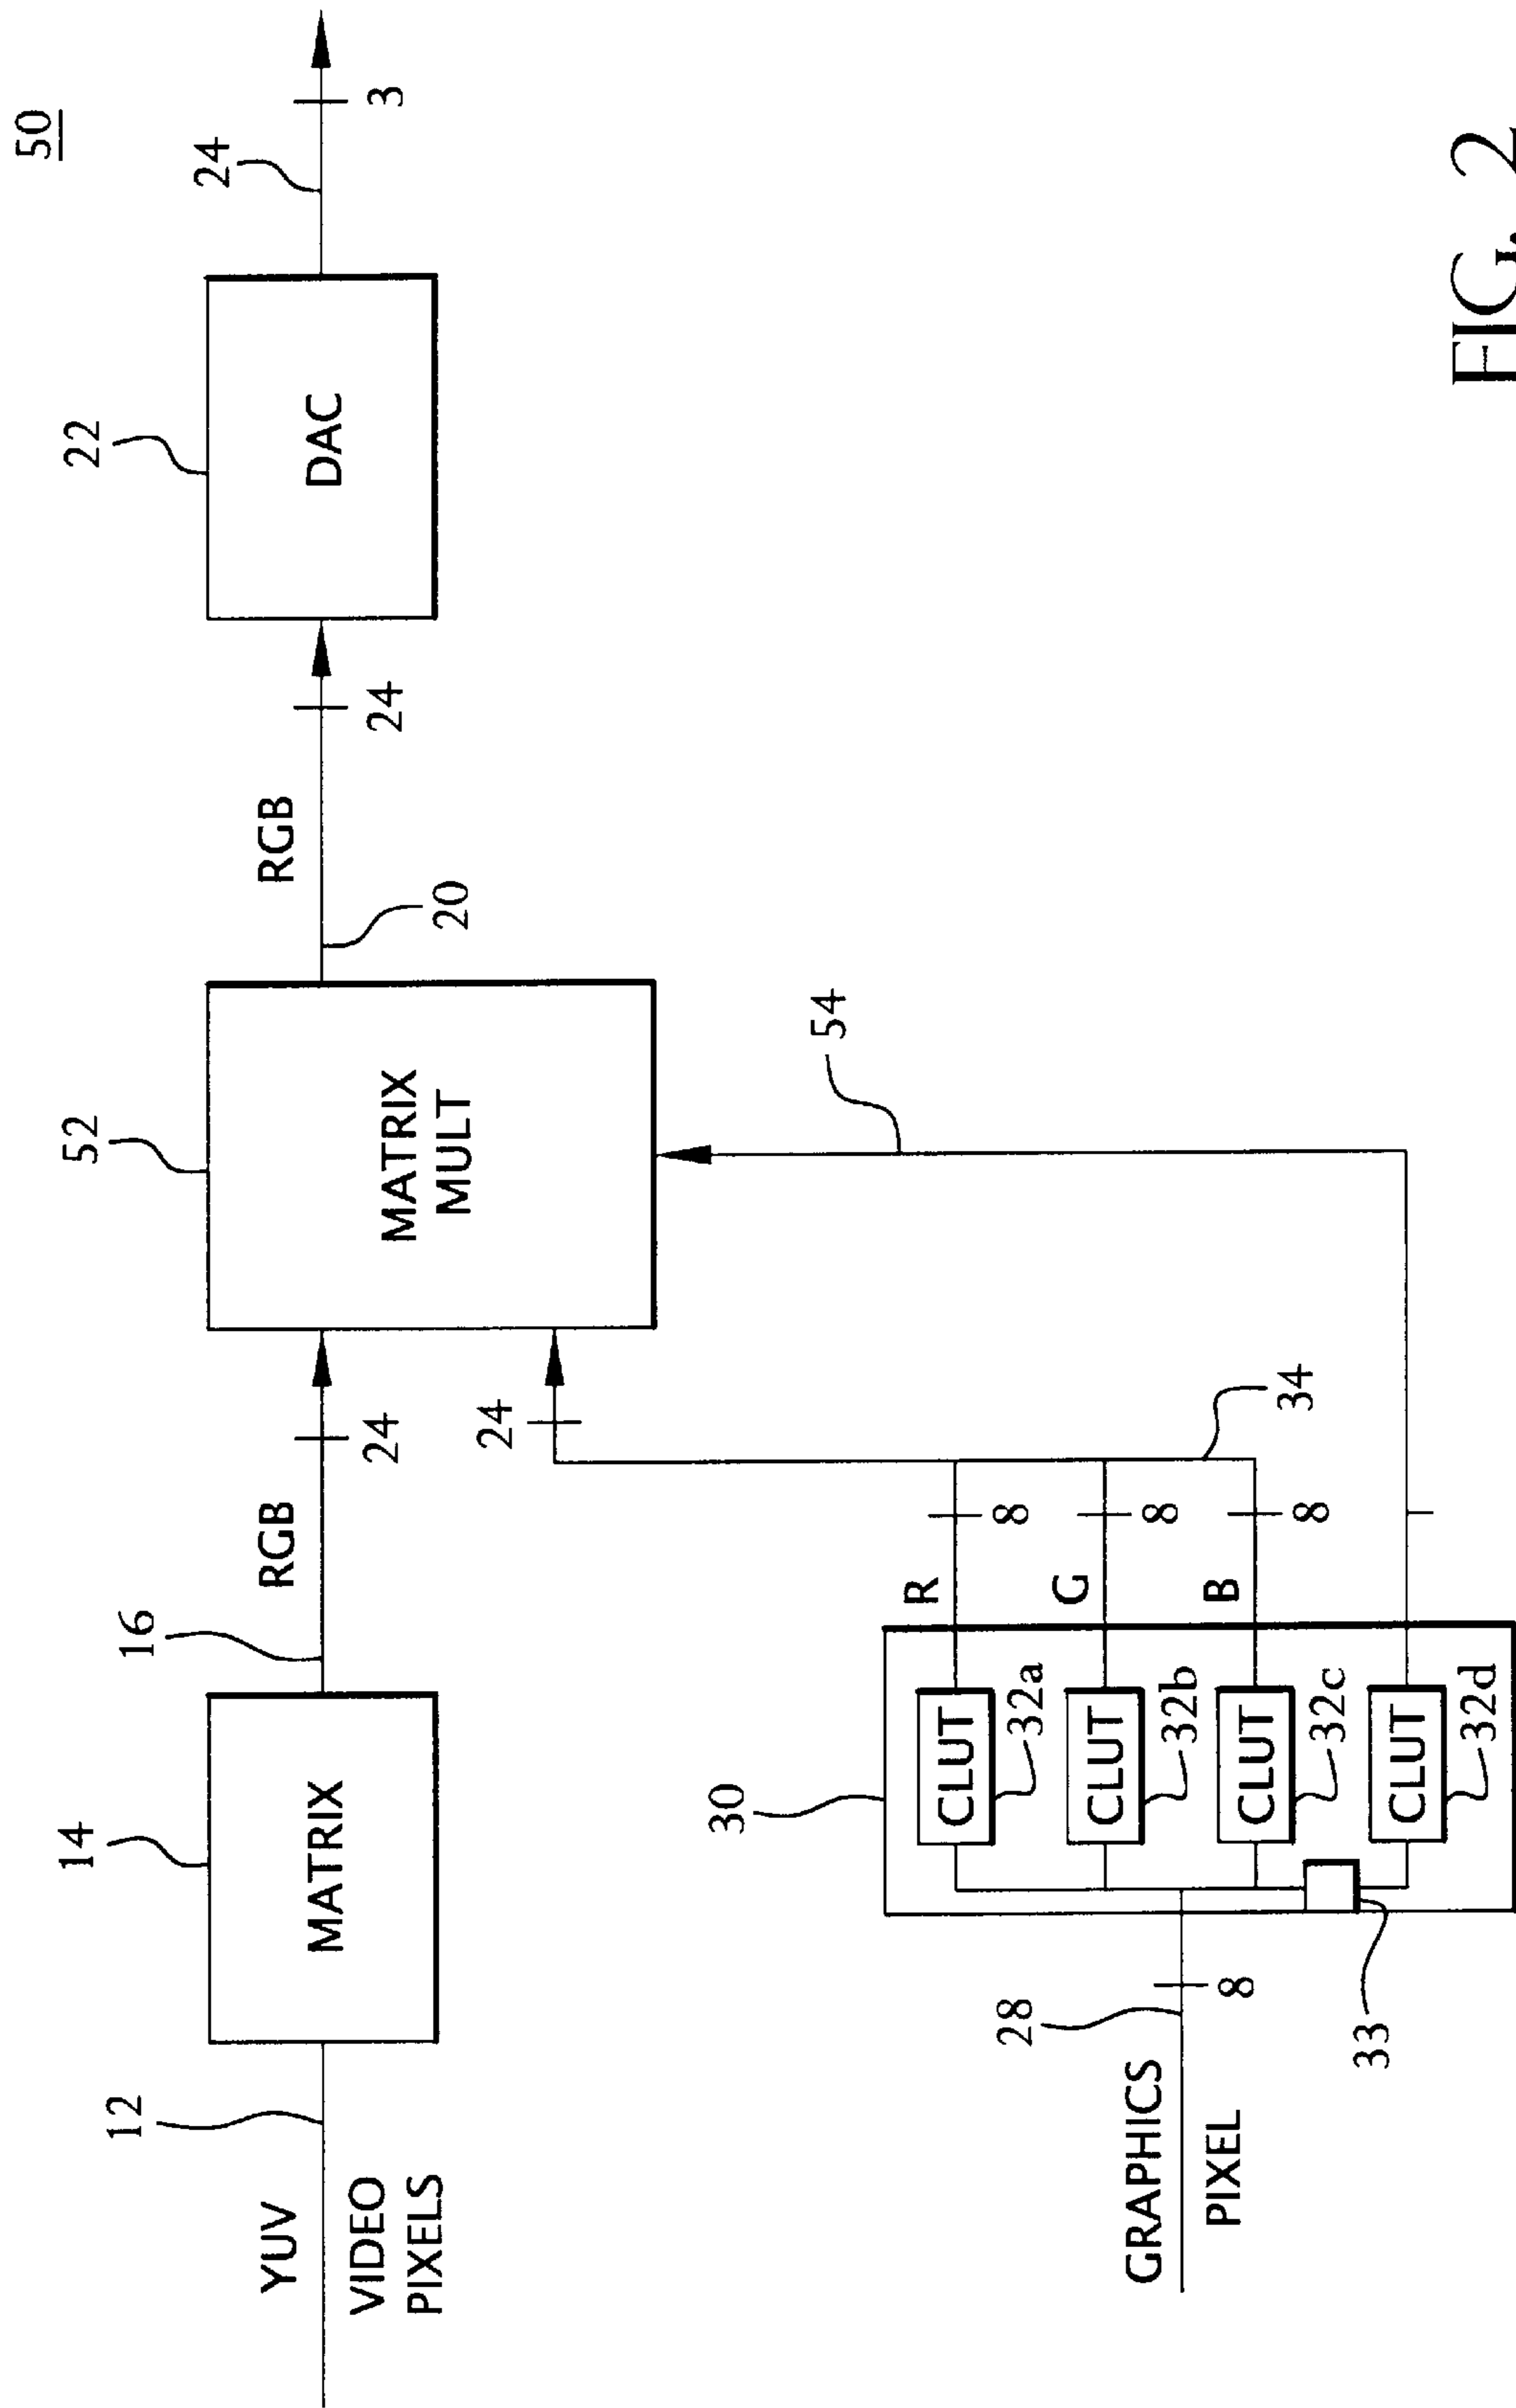 50
YUV
VIDEO
PIXELS
12
14
MATRIX
16
RGB
24
52
MATRIX
MULT
20
RGB
24
22
DAC
24
3
24
54
34
GRAPHICS
PIXEL
28
8
30
33
CLUT
32a
R
8
CLUT
32b
G
8
CLUT
32c
B
8
CLUT
32d
FIG. 2